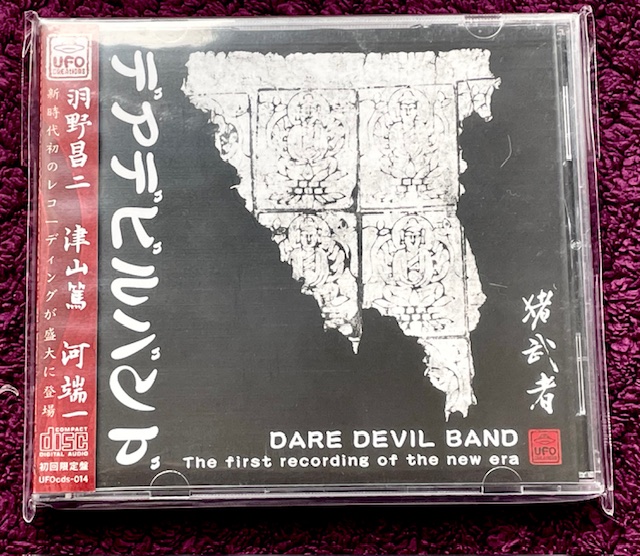 UFO
CREATIONS
羽野昌二　津山篤　河端一
新時代初のレコーディングが盛大に登場
COMPACT
disc
DIGITAL AUDIO
初回限定盤
UFOcds-014
デアデビルバンド
猪武者
DARE DEVIL BAND
The first recording of the new era
UFO